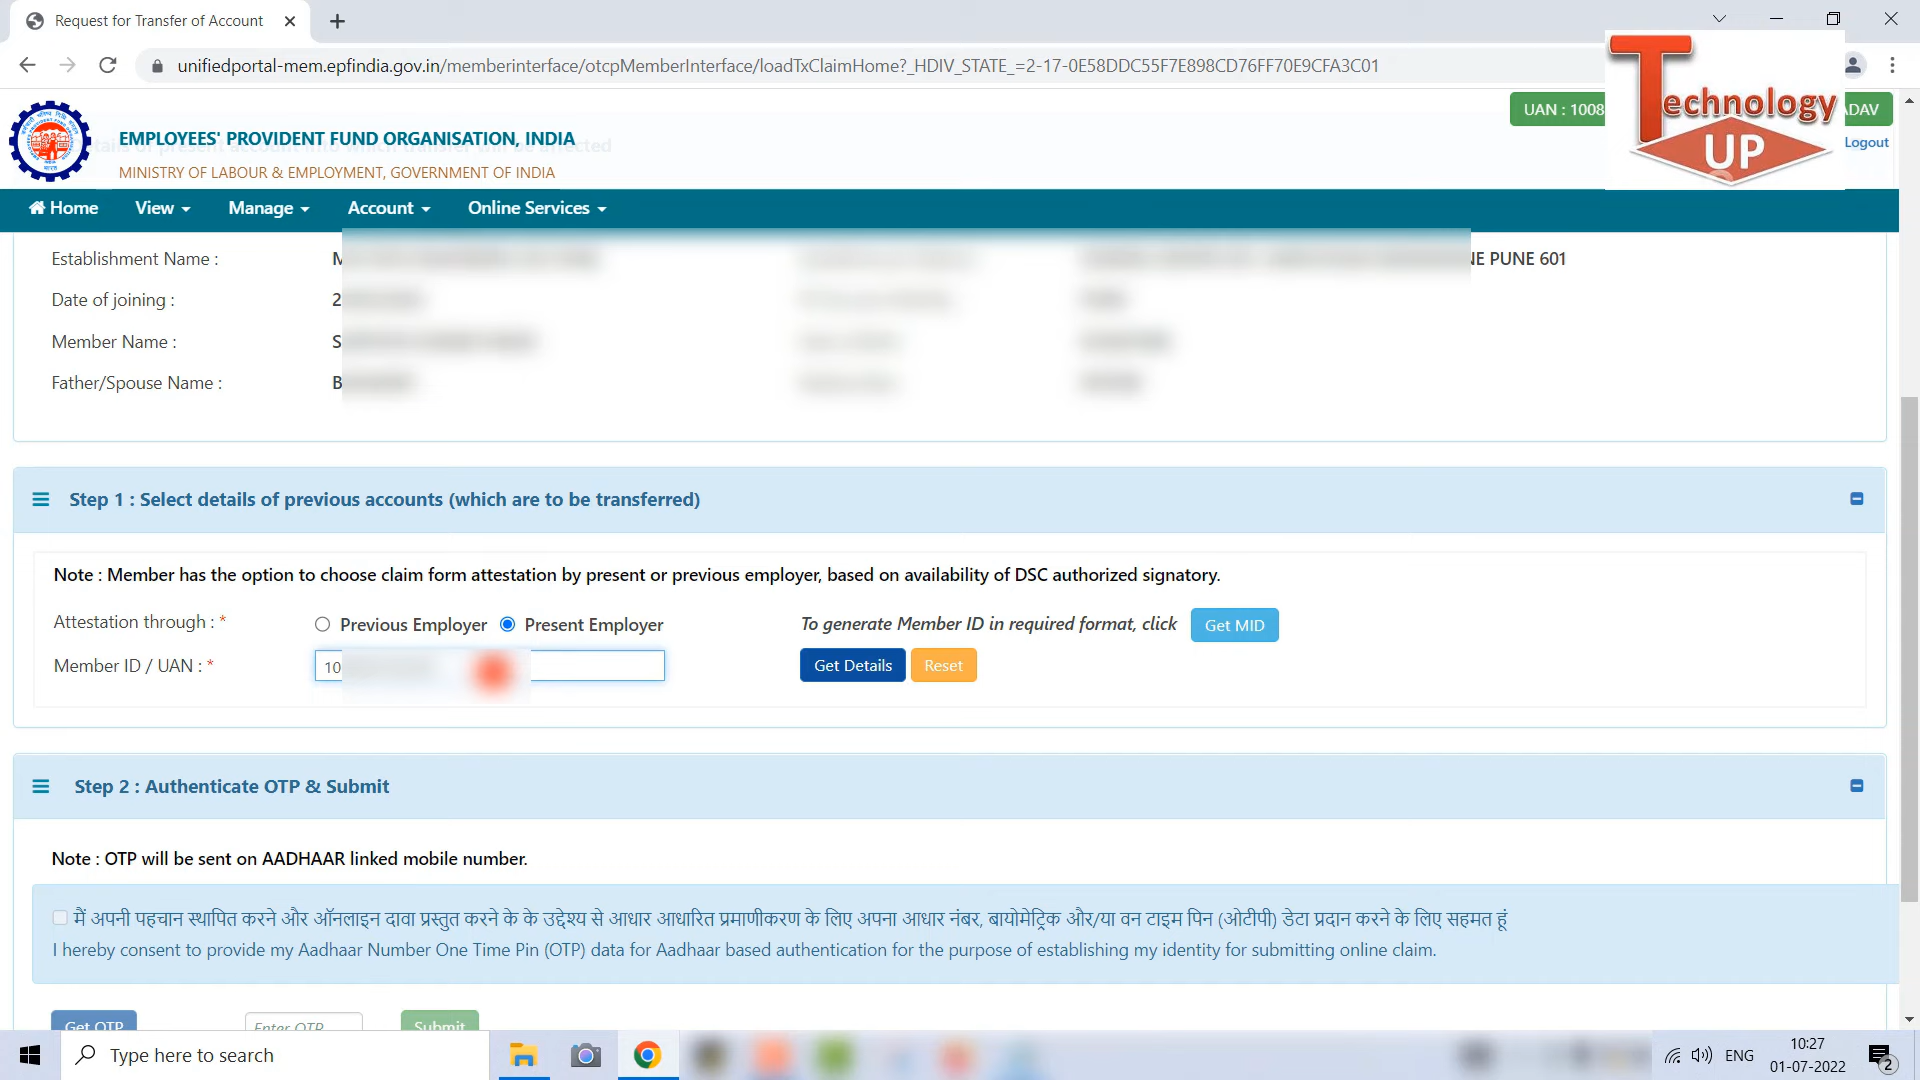 Request for Transfer of Account
unifiedportal-mem.epfindia.gov.in/memberinterface/otcpMemberInterface/loadTxClaimHome?_HDIV_STATE_=2-17-0E58DDC55F7E898CD76FF70E9CFA3C01
Technology
UP
UAN : 1008
DAV
EMPLOYEES' PROVIDENT FUND ORGANISATION, INDIA
MINISTRY OF LABOUR & EMPLOYMENT, GOVERNMENT OF INDIA
Logout
Home View Manage Account Online Services
Establishment Name : M NE PUNE 601
Date of joining : 2
Member Name : S
Father/Spouse Name : B
Step 1 : Select details of previous accounts (which are to be transferred)
Note : Member has the option to choose claim form attestation by present or previous employer, based on availability of DSC authorized signatory.
Attestation through : * Previous Employer Present Employer To generate Member ID in required format, click Get MID
Member ID / UAN : * 10 Get Details Reset
Step 2 : Authenticate OTP & Submit
Note : OTP will be sent on AADHAAR linked mobile number.
मैं अपनी पहचान स्थापित करने और ऑनलाइन दावा प्रस्तुत करने के के उद्देश्य से आधार आधारित प्रमाणीकरण के लिए अपना आधार नंबर, बायोमेट्रिक और/या वन टाइम पिन (ओटीपी) डेटा प्रदान करने के लिए सहमत हूं
I hereby consent to provide my Aadhaar Number One Time Pin (OTP) data for Aadhaar based authentication for the purpose of establishing my identity for submitting online claim.
Get OTP Enter OTP Submit
Type here to search
ENG
10:27
01-07-2022
2